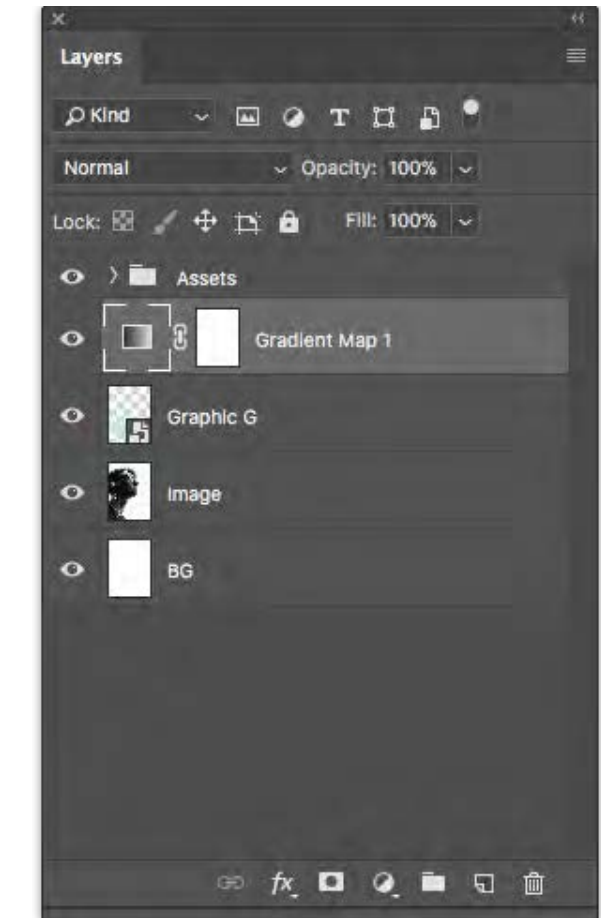 Layers
Kind
Normal Opacity: 100%
Lock: Fill: 100%
Assets
Gradient Map 1
Graphic G
Image
BG
fx